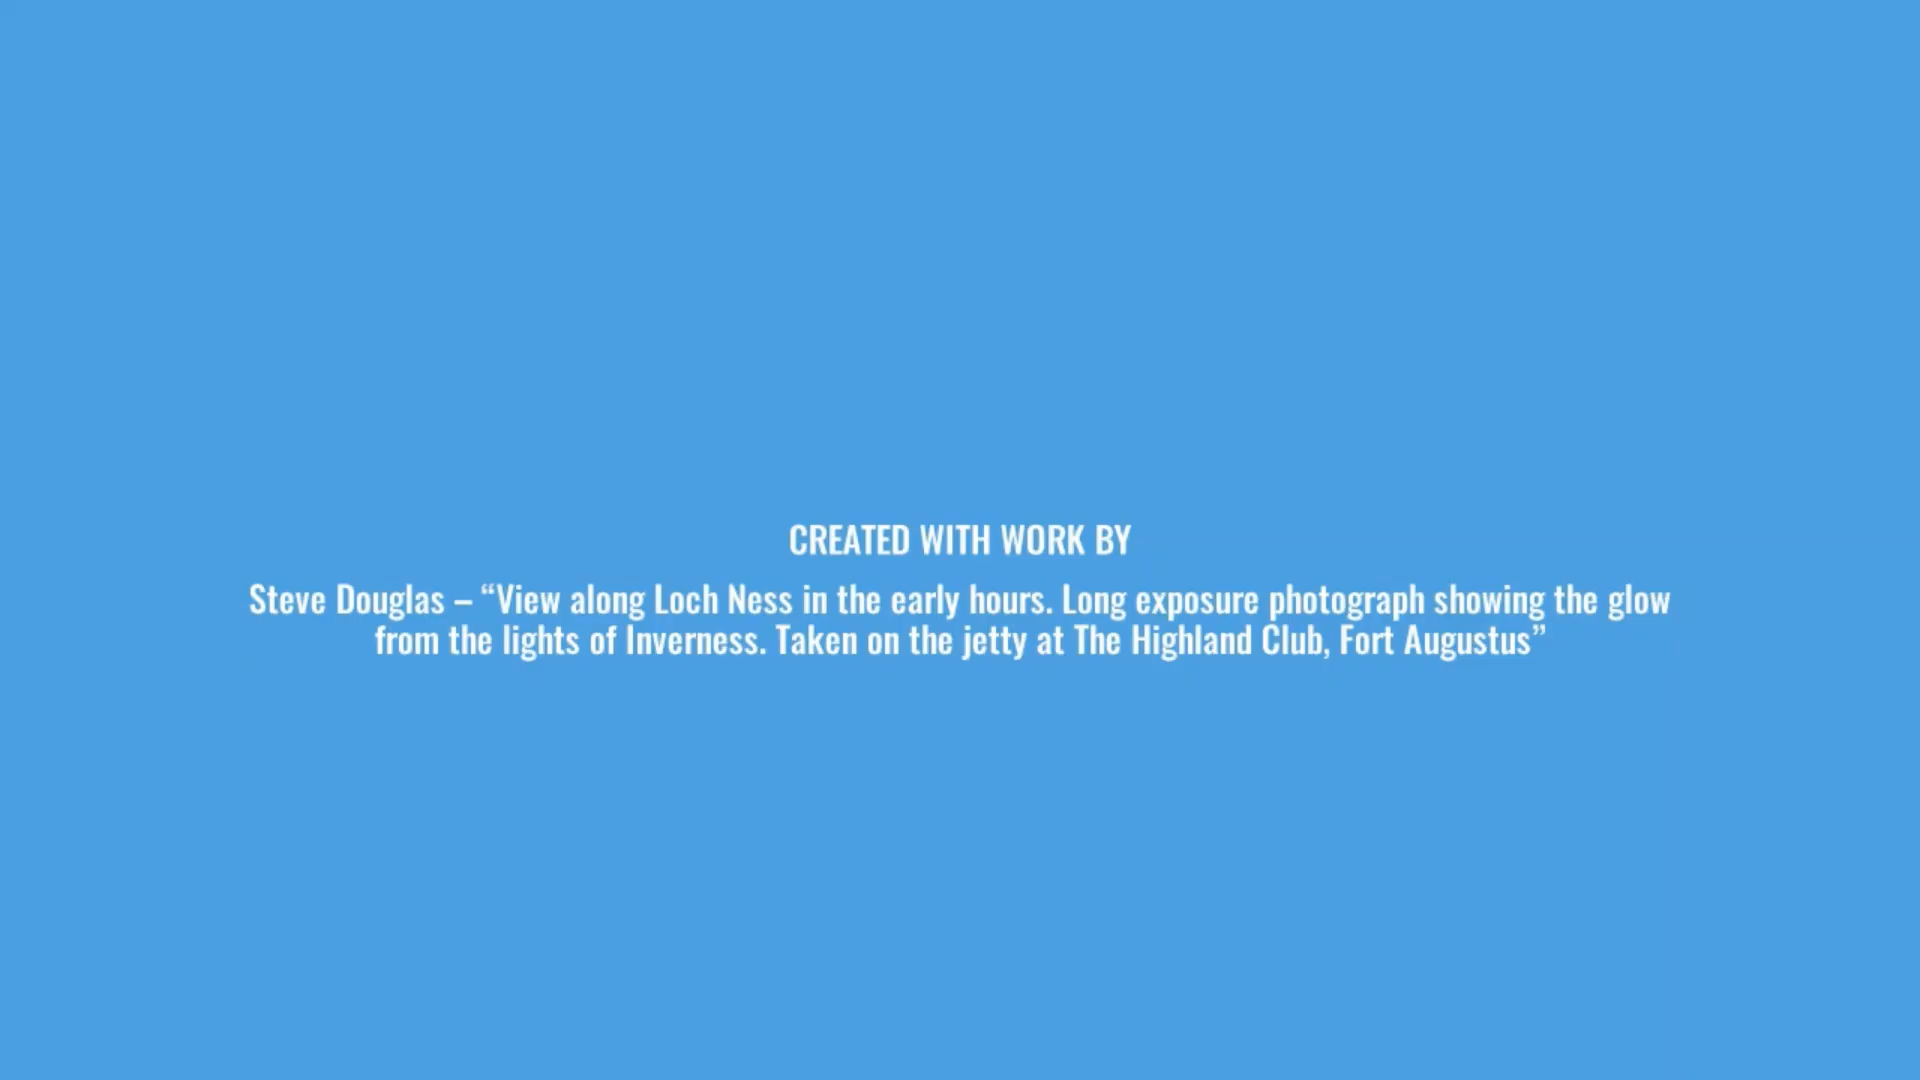 CREATED WITH WORK BY
Steve Douglas – “View along Loch Ness in the early hours. Long exposure photograph showing the glow
from the lights of Inverness. Taken on the jetty at The Highland Club, Fort Augustus”